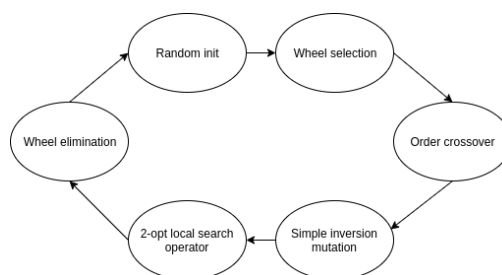 Random init
Wheel selection
Order crossover
Simple inversion
mutation
2-opt local search
operator
Wheel elimination